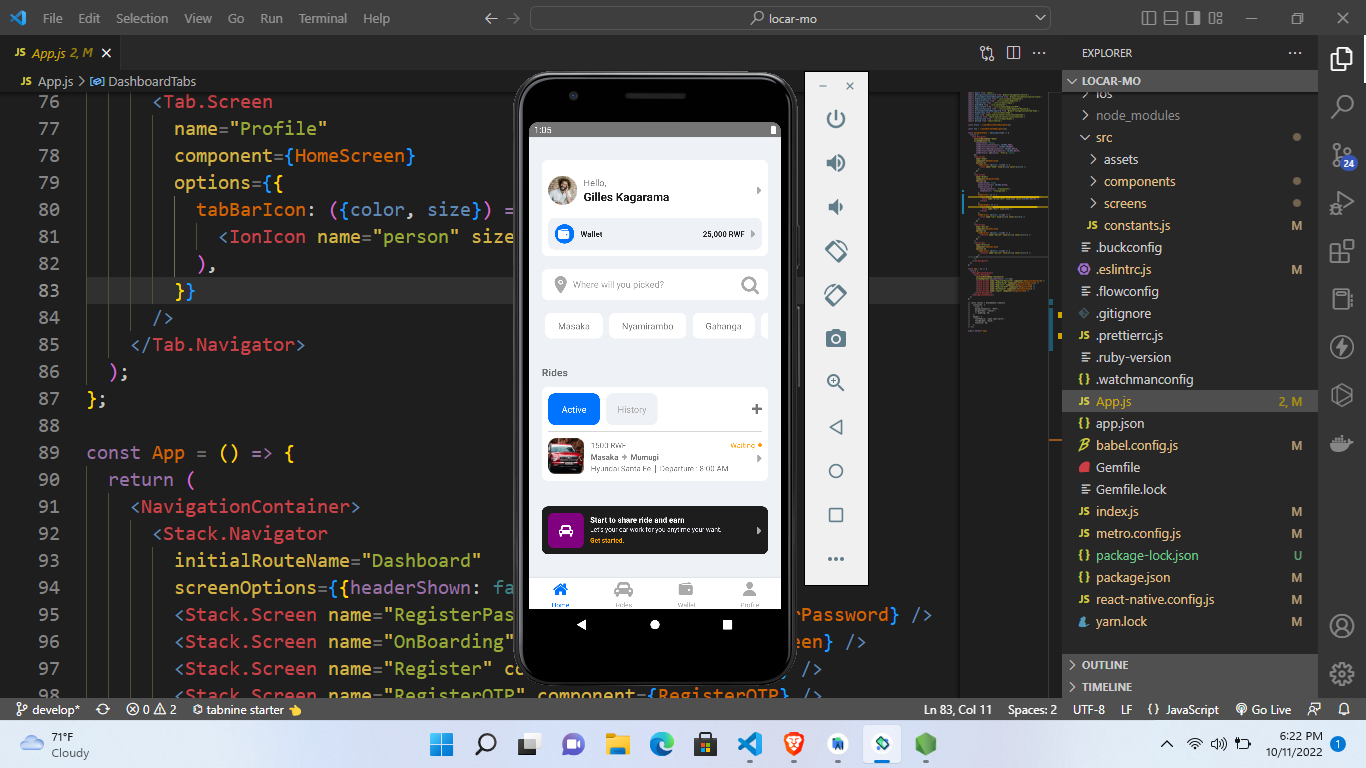 File Edit Selection View Go Run Terminal Help
locar-mo
JS App.js 2, M
JS App.js > DashboardTabs
76 <Tab.Screen
77 name="Profile"
78 component={HomeScreen}
79 options={{
80 tabBarIcon: ({color, size}) =
81 <IonIcon name="person" size
82 ),
83 }}
84 />
85 </Tab.Navigator>
86 );
87 };
88
89 const App = () => {
90 return (
91 <NavigationContainer>
92 <Stack.Navigator
93 initialRouteName="Dashboard"
94 screenOptions={{headerShown: fa
95 <Stack.Screen name="RegisterPas rPassword} />
96 <Stack.Screen name="OnBoarding" een} />
97 <Stack.Screen name="Register" co } />
98 <Stack.Screen name="RegisterOTP" component={RegisterOTP} />
1:05
Hello,
Gilles Kagarama
Wallet 25,000 RWF
Where will you picked?
Masaka Nyamirambo Gahanga
Rides
Active History +
1500 RWF Waiting
Masaka → Mumugi
Hyundai Santa Fe | Departure : 8:00 AM
Start to share ride and earn
Let's your car work for you anytime your want.
Get started.
Home Rides Wallet Profile
EXPLORER
LOCAR-MO
ios
node_modules
src
assets
components
screens
JS constants.js M
.buckconfig
.eslintrc.js M
.flowconfig
.gitignore
.prettierrc.js
.ruby-version
{} .watchmanconfig
JS App.js 2, M
{} app.json
babel.config.js M
Gemfile
Gemfile.lock
JS index.js M
JS metro.config.js M
{} package-lock.json U
{} package.json M
JS react-native.config.js M
yarn.lock M
OUTLINE
TIMELINE
24
develop* 0 2 tabnine starter Ln 83, Col 11 Spaces: 2 UTF-8 LF {} JavaScript Go Live
71°F
Cloudy
6:22 PM
10/11/2022
1